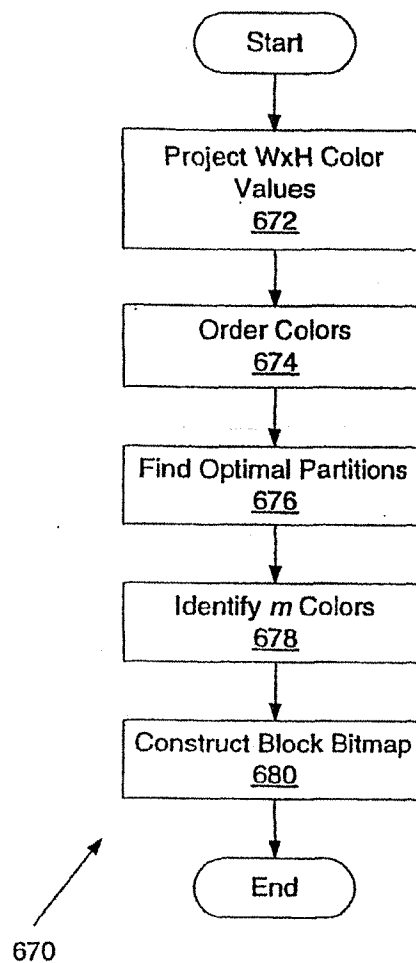 Start
Project WxH Color
Values
672
Order Colors
674
Find Optimal Partitions
676
Identify m Colors
678
Construct Block Bitmap
680
End
670